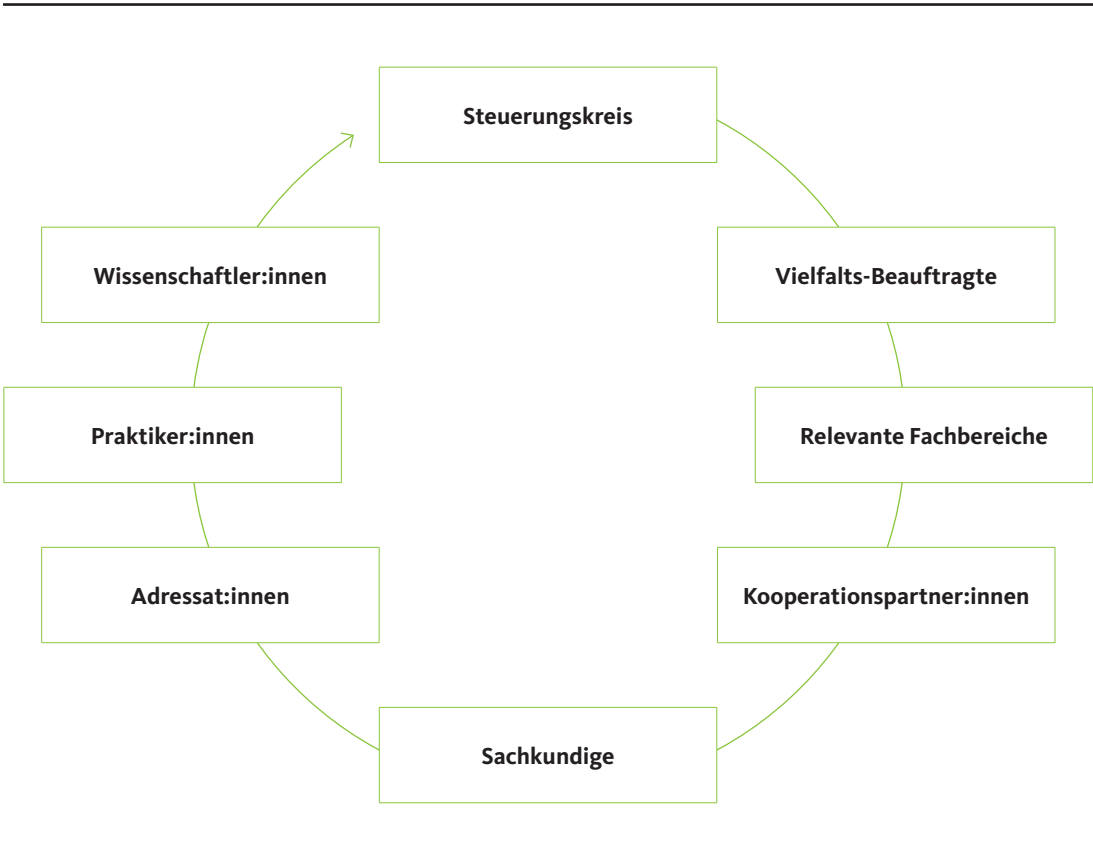 Steuerungskreis
Vielfalts-Beauftragte
Relevante Fachbereiche
Kooperationspartner:innen
Sachkundige
Adressat:innen
Praktiker:innen
Wissenschaftler:innen